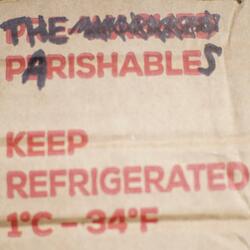 THE
PARISHABLES
KEEP
REFRIGERATED
1°C – 34°F